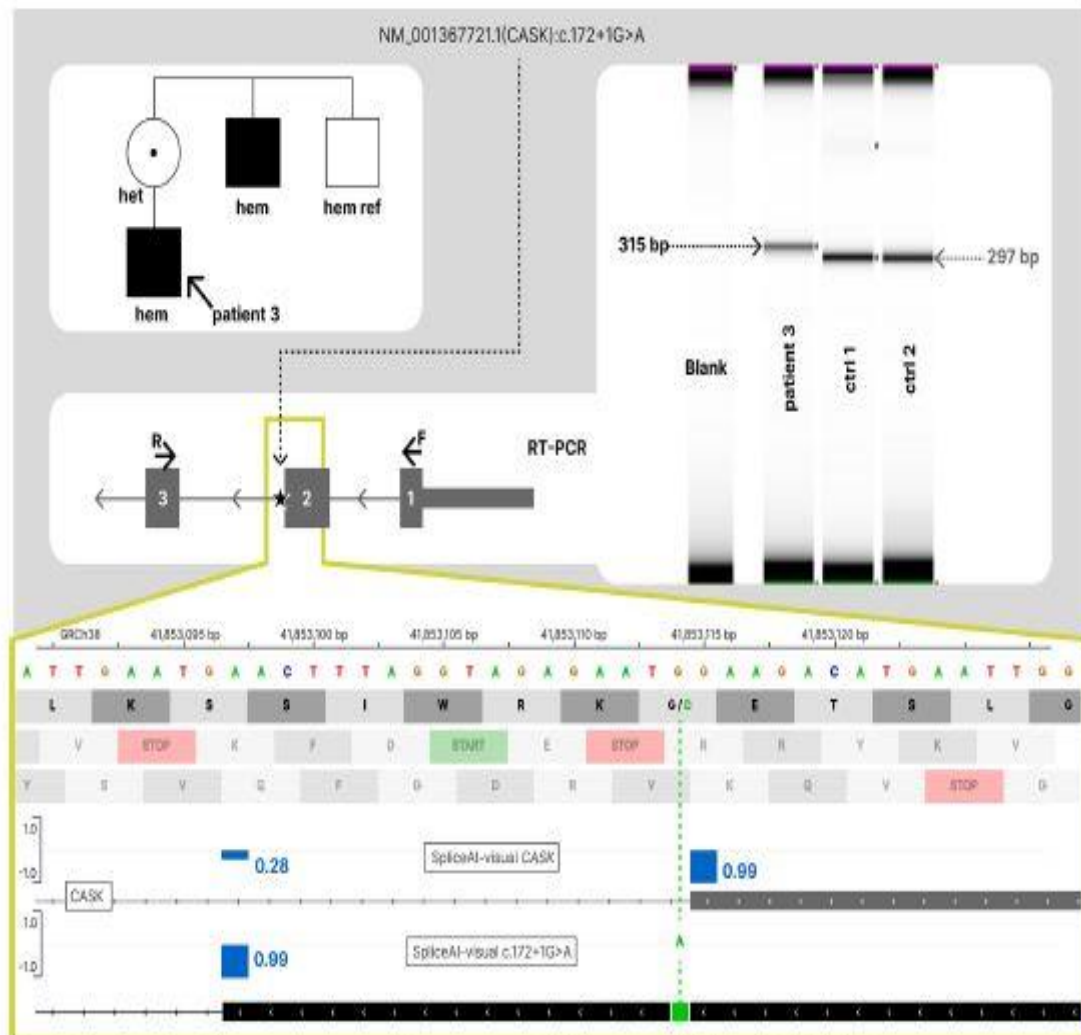 NM_001367721.1(CASK):c.172+1G>A
het
hem
hem ref
hem
patient 3
315 bp
297 bp
Blank
patient 3
ctrl 1
ctrl 2
R
F
RT-PCR
3
2
1
GRCh38 41,853,095 bp 41,853,100 bp 41,853,105 bp 41,853,110 bp 41,853,115 bp 41,853,120 bp
A T T G A A T G A A C T T T A G G T A G A G A A T G G A A G A C A T G A A T T G G
L K S S I W R K G/D E T S L G
V STOP K F D START E STOP R R Y K V
Y S V Q F G D R V K Q V STOP G
1.0
-1.0
0.28
SpliceAI-visual CASK
0.99
CASK
1.0
-1.0
0.99
SpliceAI-visual c.172+1G>A
A